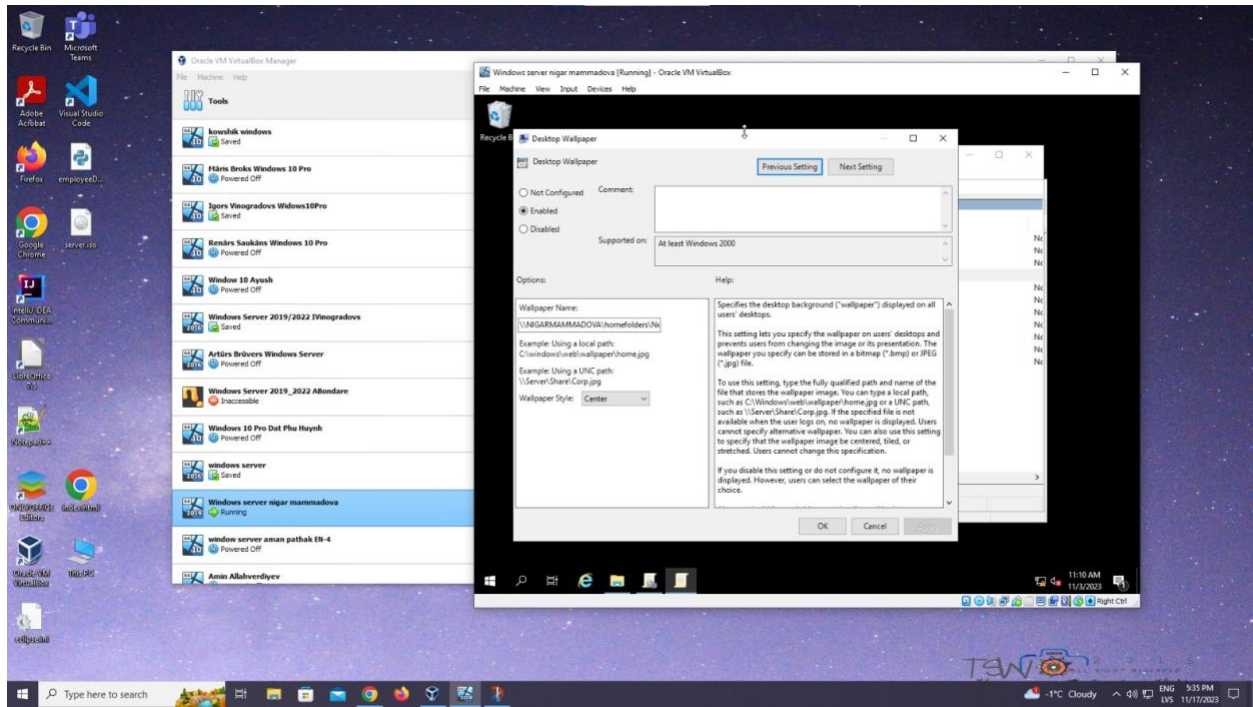 Recycle Bin
Microsoft
Teams
Adobe
Acrobat
Visual Studio
Code
Firefox
employeeD...
Google
Chrome
server.iso
This PC
Oracle VM VirtualBox Manager
File Machine Help
Tools
kowshik windows
Saved
Māris Broks Windows 10 Pro
Powered Off
Igors Vinogradovs Widows10Pro
Saved
Renārs Saukāns Windows 10 Pro
Powered Off
Window 10 Ayush
Powered Off
Windows Server 2019/2022 IVinogradovs
Saved
Artūrs Brūvers Windows Server
Powered Off
Windows Server 2019_2022 ABondare
Inaccessible
Windows 10 Pro Dat Phu Huynh
Powered Off
windows server
Saved
Windows server nigar mammadova
Running
window server aman pathak EN-4
Powered Off
Amin Allahverdiyev
Windows server nigar mammadova [Running] - Oracle VM VirtualBox
File Machine View Input Devices Help
Recycle B
Desktop Wallpaper
Desktop Wallpaper
Previous Setting
Next Setting
Not Configured
Comment:
Enabled
Disabled
Supported on:
At least Windows 2000
Options:
Help:
Wallpaper Name:
\\NIGARMAMMADOVA\homefolders\Ne
Example: Using a local path:
C:\windows\web\wallpaper\home.jpg
Example: Using a UNC path:
\\Server\Share\Corp.jpg
Wallpaper Style: Center
Specifies the desktop background ("wallpaper") displayed on all
users' desktops.
This setting lets you specify the wallpaper on users' desktops and
prevents users from changing the image or its presentation. The
wallpaper you specify can be stored in a bitmap (*.bmp) or JPEG
(*.jpg) file.
To use this setting, type the fully qualified path and name of the
file that stores the wallpaper image. You can type a local path,
such as C:\Windows\web\wallpaper\home.jpg or a UNC path,
such as \\Server\Share\Corp.jpg. If the specified file is not
available when the user logs on, no wallpaper is displayed. Users
cannot specify alternative wallpaper. You can also use this setting
to specify that the wallpaper image be centered, tiled, or
stretched. Users cannot change this specification.
If you disable this setting or do not configure it, no wallpaper is
displayed. However, users can select the wallpaper of their
choice.
OK
Cancel
Apply
11:10 AM
11/3/2023
Right Ctrl
TSW
Type here to search
-1°C Cloudy
ENG
LVS
5:35 PM
11/17/2023